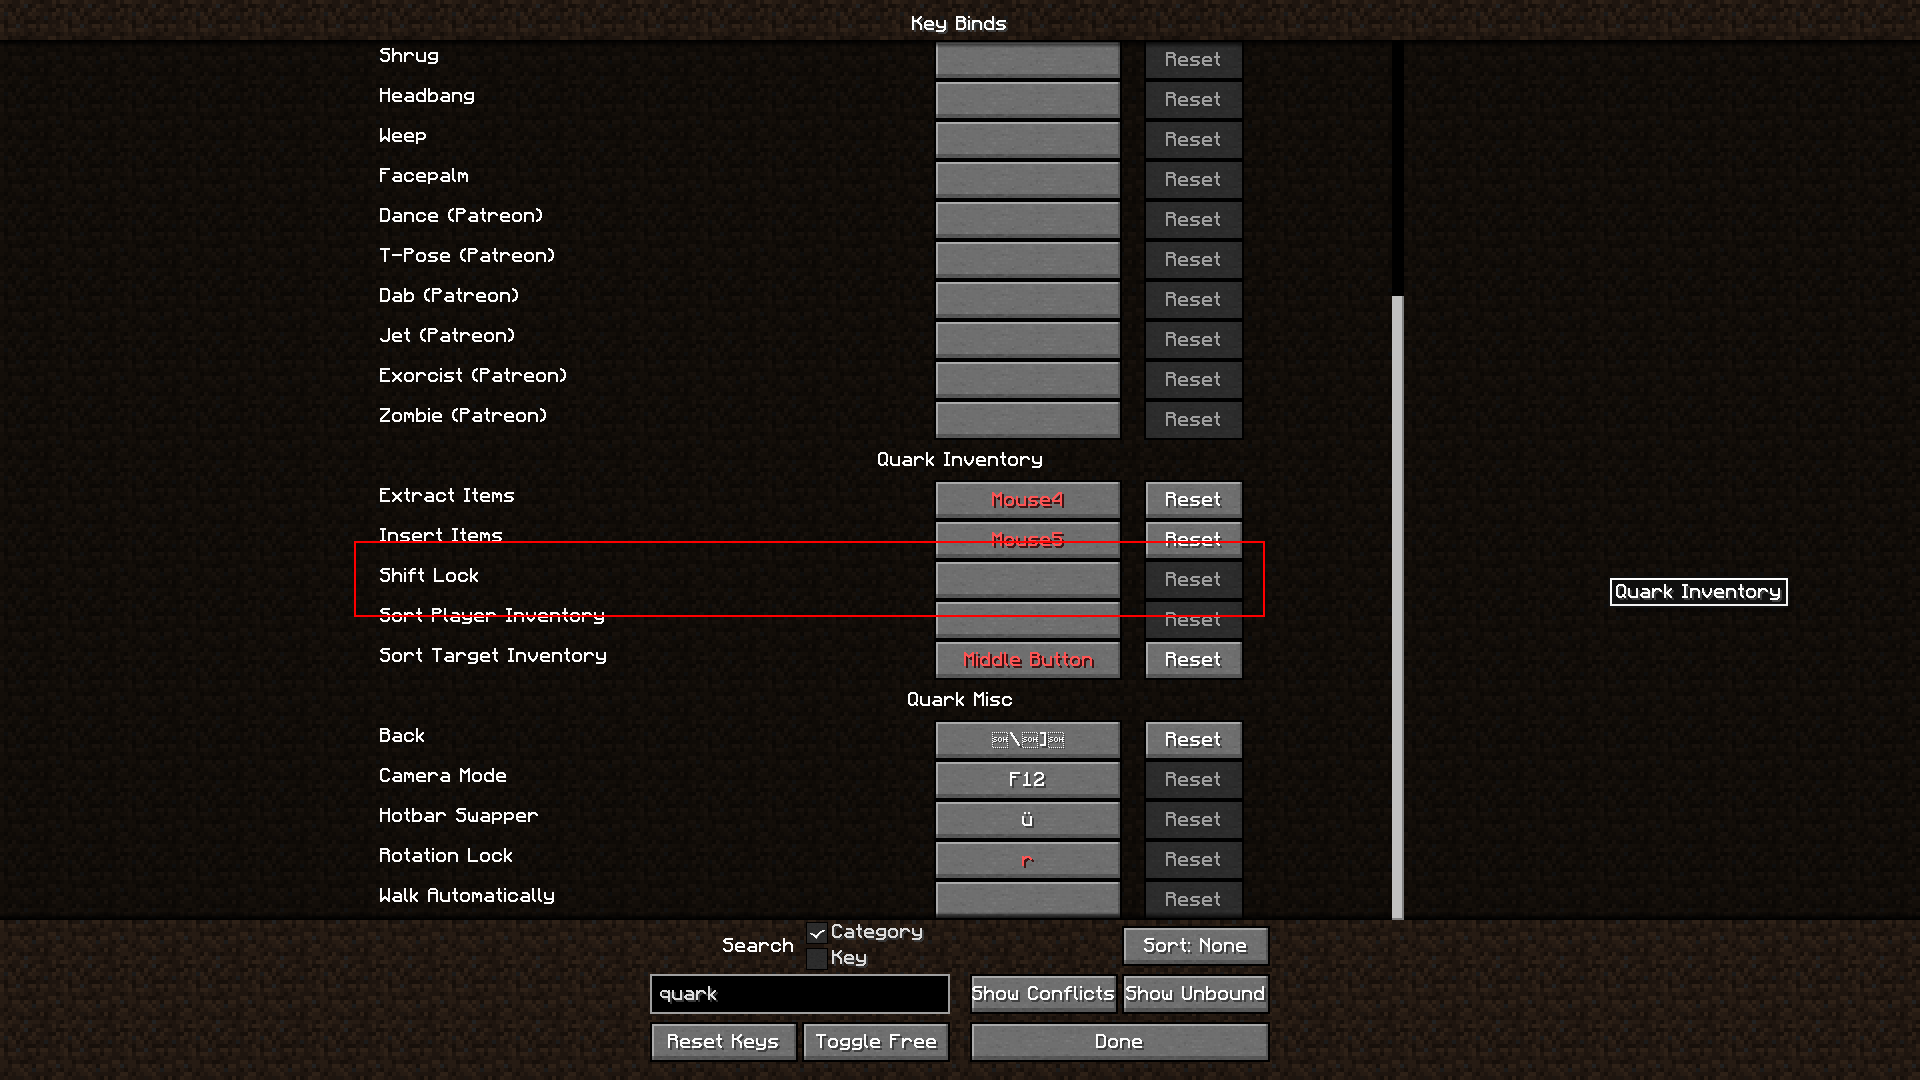 Key Binds
Shrug Reset
Headbang Reset
Weep Reset
Facepalm Reset
Dance (Patreon) Reset
T-Pose (Patreon) Reset
Dab (Patreon) Reset
Jet (Patreon) Reset
Exorcist (Patreon) Reset
Zombie (Patreon) Reset
Quark Inventory
Extract Items Mouse4 Reset
Insert Items Mouse5 Reset
Shift Lock Reset
Quark Inventory
Sort Player Inventory Reset
Sort Target Inventory Middle Button Reset
Quark Misc
Back \ ] Reset
Camera Mode F12 Reset
Hotbar Swapper ü Reset
Rotation Lock r Reset
Walk Automatically Reset
Search Category Sort: None
Key
quark Show Conflicts Show Unbound
Reset Keys Toggle Free Done